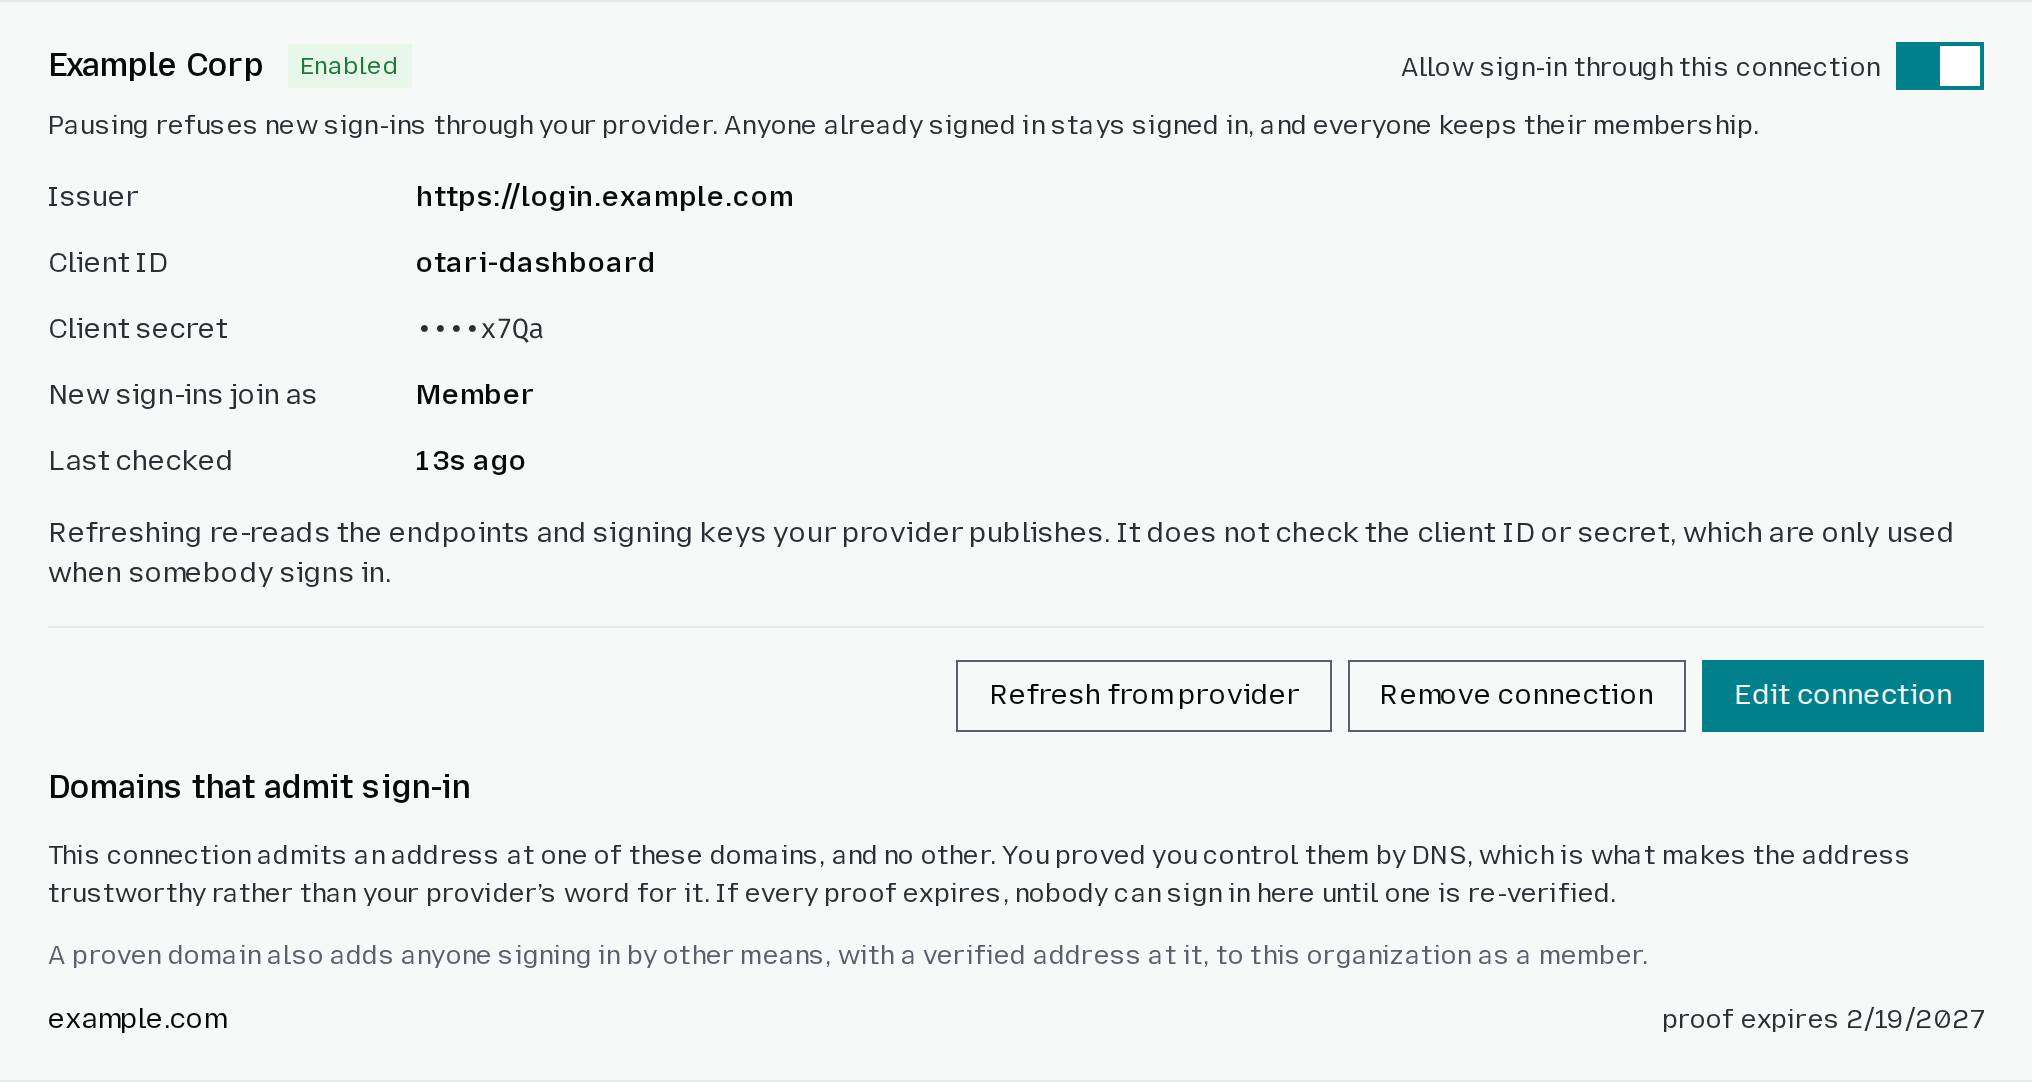 Example Corp Enabled Allow sign-in through this connection
Pausing refuses new sign-ins through your provider. Anyone already signed in stays signed in, and everyone keeps their membership.
Issuer https://login.example.com
Client ID otari-dashboard
Client secret ••••x7Qa
New sign-ins join as Member
Last checked 13s ago
Refreshing re-reads the endpoints and signing keys your provider publishes. It does not check the client ID or secret, which are only used
when somebody signs in.
Refresh from provider Remove connection Edit connection
Domains that admit sign-in
This connection admits an address at one of these domains, and no other. You proved you control them by DNS, which is what makes the address
trustworthy rather than your provider’s word for it. If every proof expires, nobody can sign in here until one is re-verified.
A proven domain also adds anyone signing in by other means, with a verified address at it, to this organization as a member.
example.com proof expires 2/19/2027